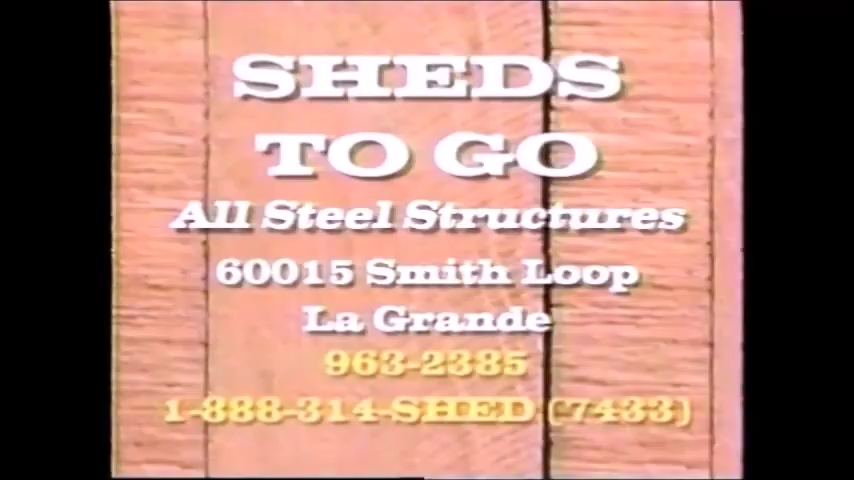 SHEDS
TO GO
All Steel Structures
60015 Smith Loop
La Grande
963-2385
1-888-314-SHED (7433)